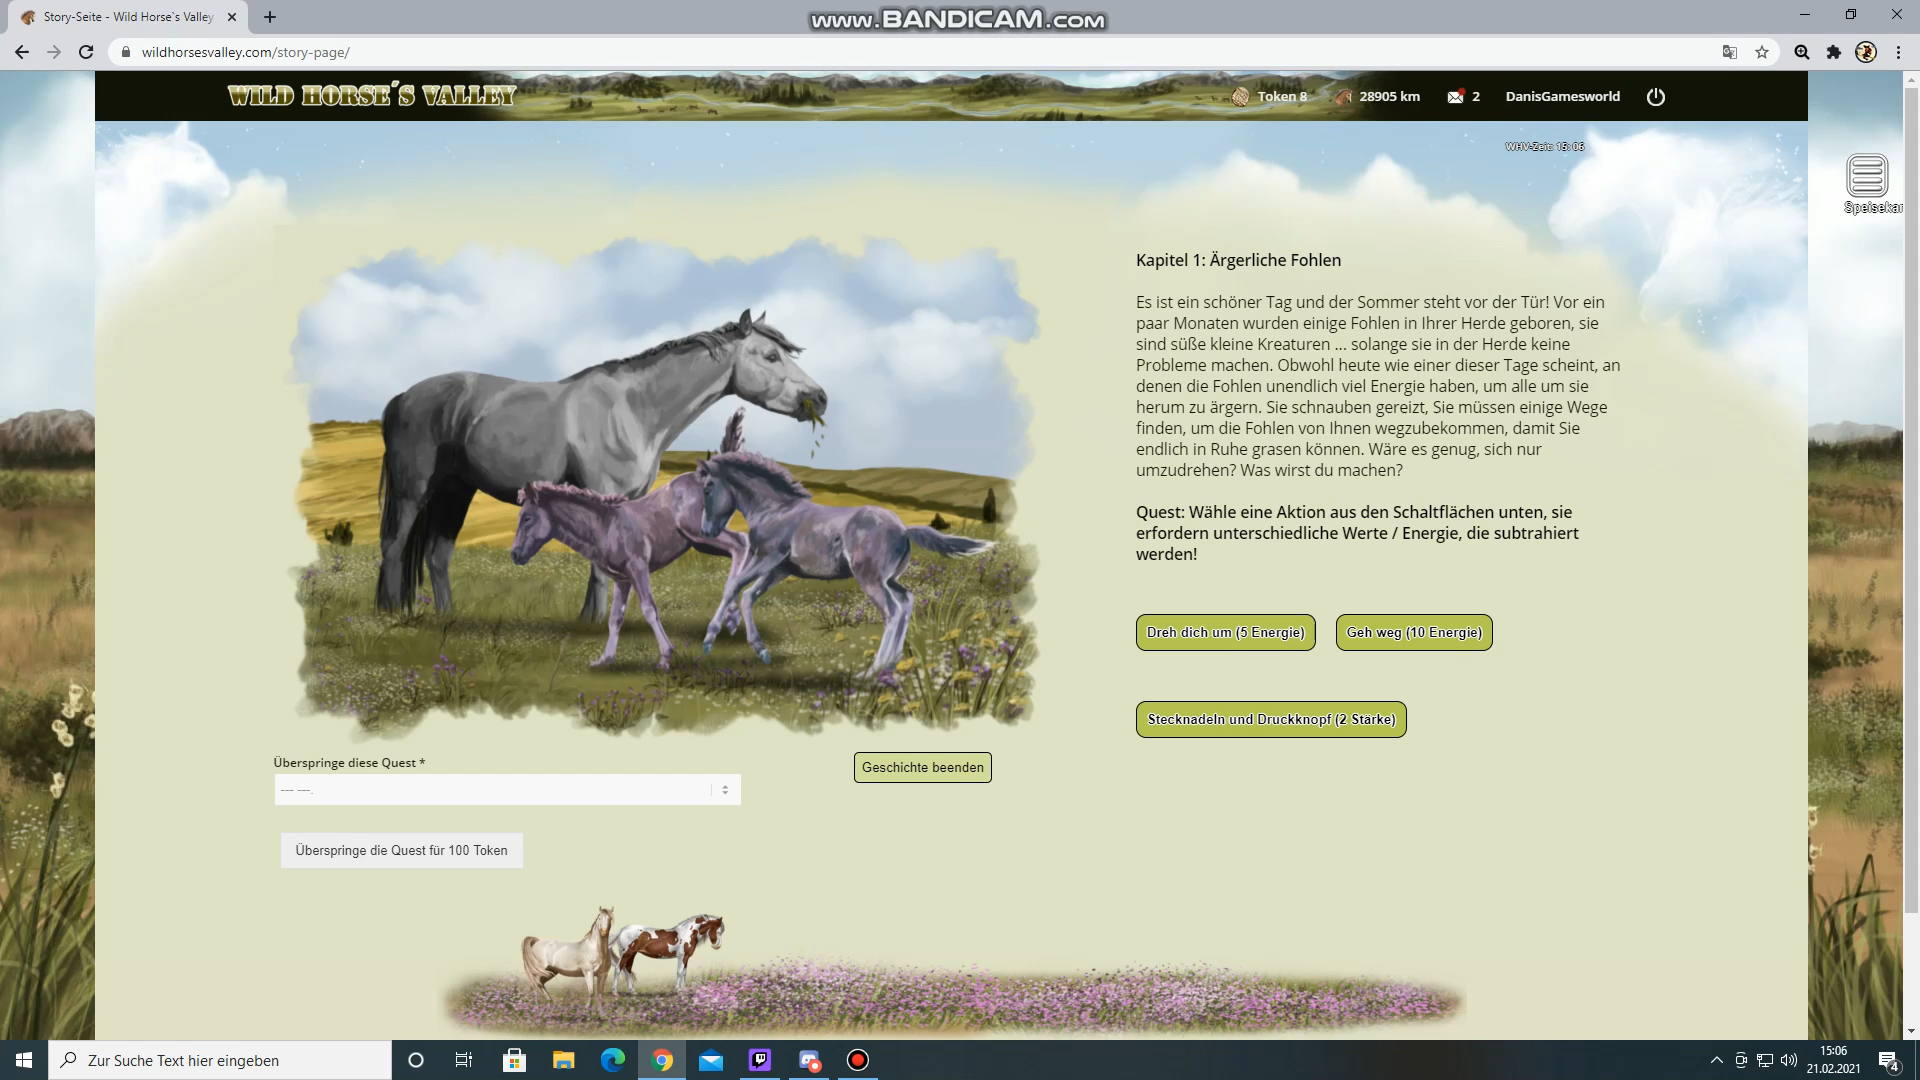 Story-Seite - Wild Horse`s Valley
www.BANDICAM.com
wildhorsesvalley.com/story-page/
WILD HORSE´S VALLEY
Token 8
28905 km
2
DanisGamesworld
WHV-Zeit: 15: 06
Speisekar
Kapitel 1: Ärgerliche Fohlen
Es ist ein schöner Tag und der Sommer steht vor der Tür! Vor ein
paar Monaten wurden einige Fohlen in Ihrer Herde geboren, sie
sind süße kleine Kreaturen ... solange sie in der Herde keine
Probleme machen. Obwohl heute wie einer dieser Tage scheint, an
denen die Fohlen unendlich viel Energie haben, um alle um sie
herum zu ärgern. Sie schnauben gereizt, Sie müssen einige Wege
finden, um die Fohlen von Ihnen wegzubekommen, damit Sie
endlich in Ruhe grasen können. Wäre es genug, sich nur
umzudrehen? Was wirst du machen?
Quest: Wähle eine Aktion aus den Schaltflächen unten, sie
erfordern unterschiedliche Werte / Energie, die subtrahiert
werden!
Dreh dich um (5 Energie)
Geh weg (10 Energie)
Stecknadeln und Druckknopf (2 Stärke)
Überspringe diese Quest *
--- ---.
Geschichte beenden
Überspringe die Quest für 100 Token
Zur Suche Text hier eingeben
15:06
21.02.2021
4